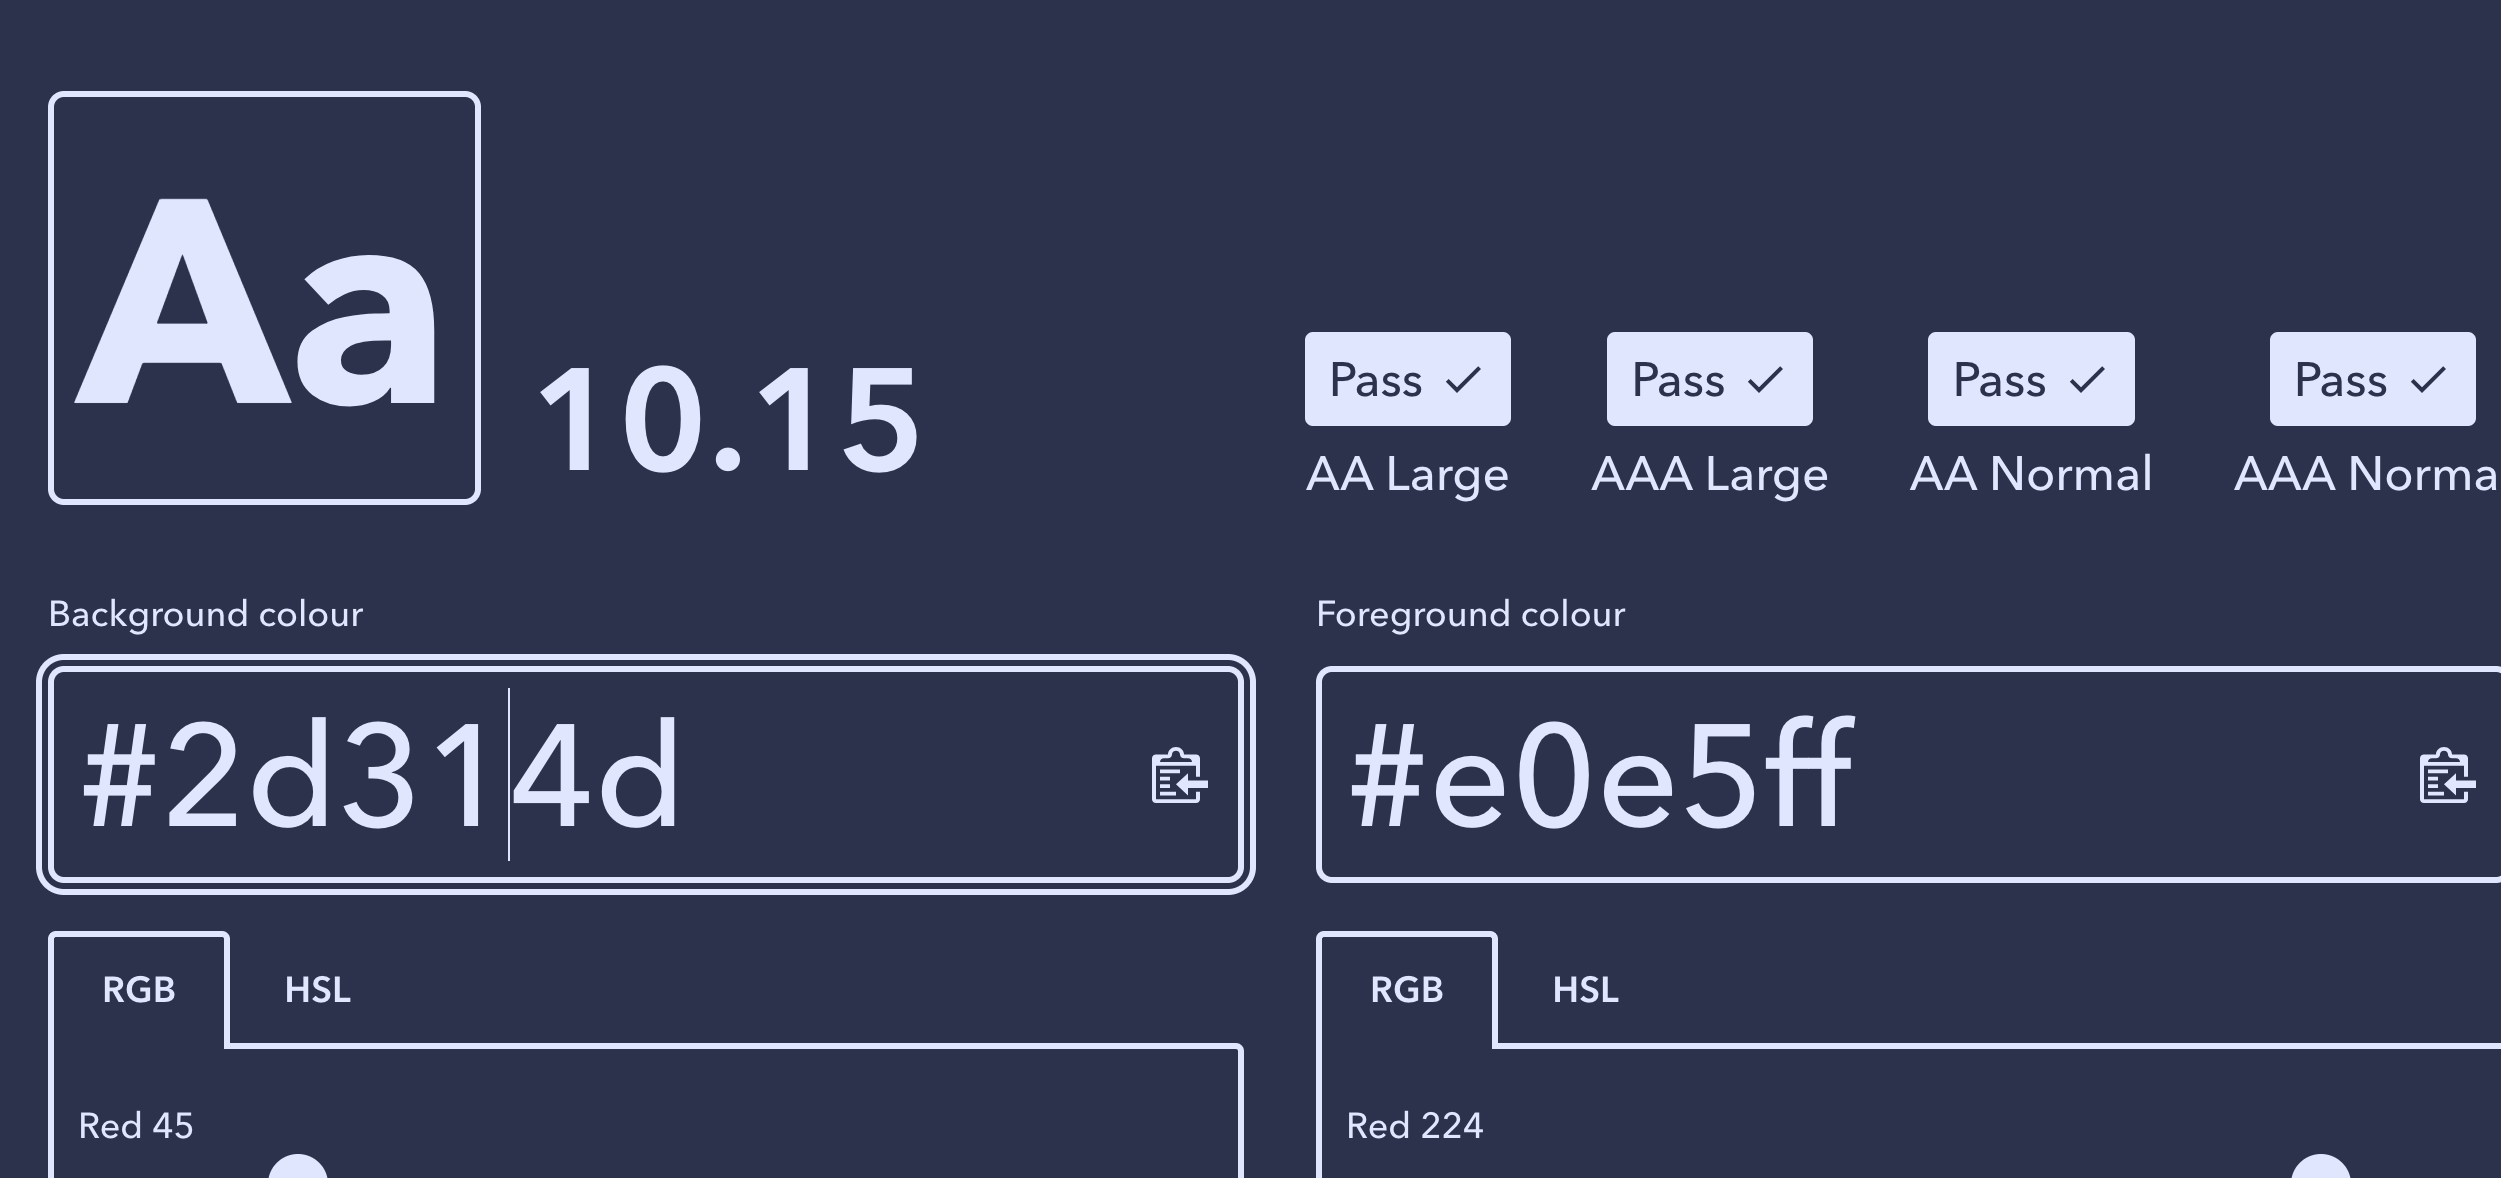 Aa
10.15
Pass Pass Pass Pass
AA Large AAA Large AA Normal AAA Norma
Background colour Foreground colour
#2d314d #e0e5ff
RGB HSL RGB HSL
Red 45 Red 224